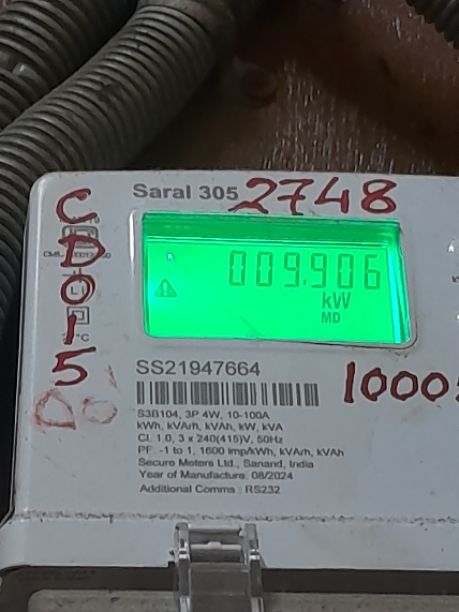 Saral 305 2748
CD015
009.906
kW
MD
SS21947664
1000
S3B104, 3P 4W, 10-100A
kWh, kVArh, kVAh, kW, kVA
Cl. 1.0, 3 x 240(415)V, 50Hz
PF -1 to 1, 1600 imp/kWh, kVArh, kVAh
Secure Meters Ltd., Sanand, India
Year of Manufacture: 08/2024
Additional Comms : RS232